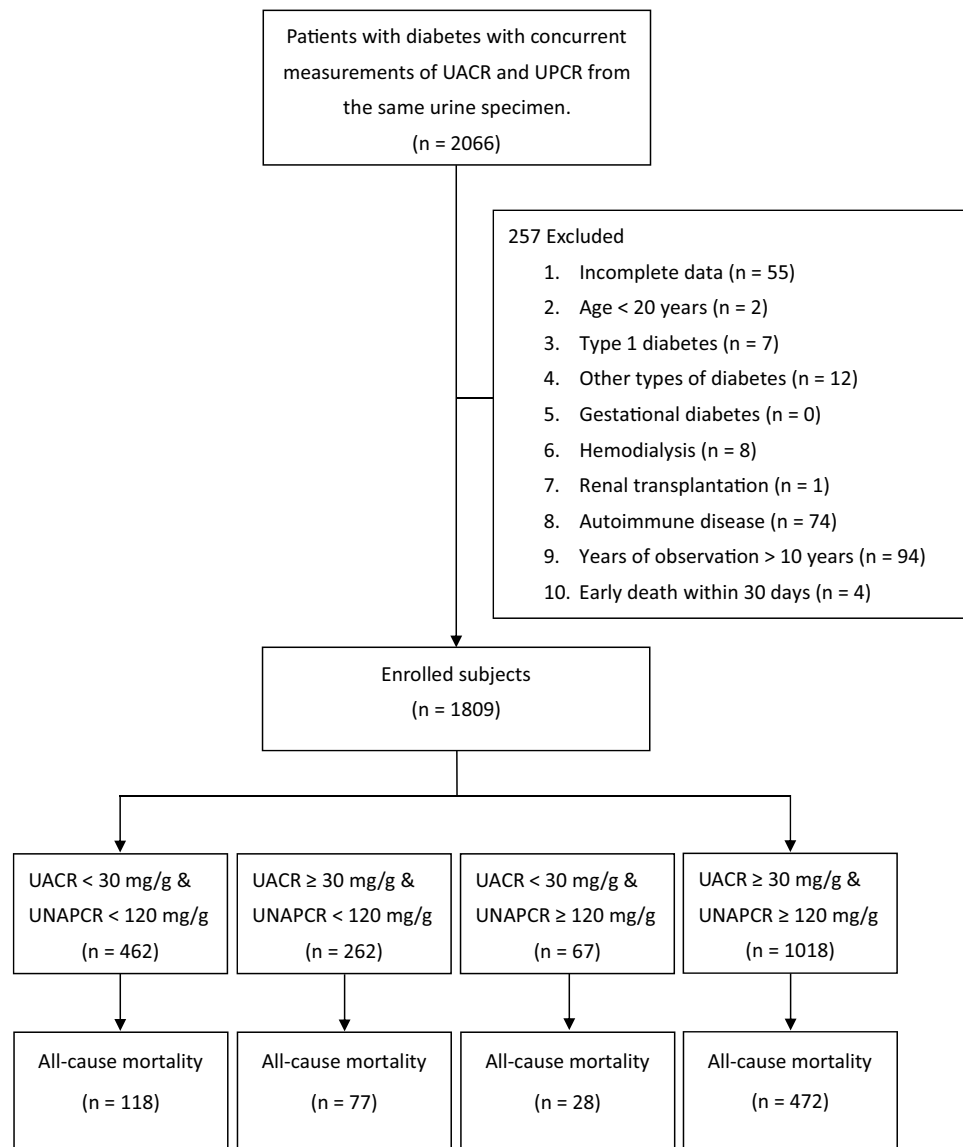 Patients with diabetes with concurrent
measurements of UACR and UPCR from
the same urine specimen.
(n = 2066)
257 Excluded
1. Incomplete data (n = 55)
2. Age < 20 years (n = 2)
3. Type 1 diabetes (n = 7)
4. Other types of diabetes (n = 12)
5. Gestational diabetes (n = 0)
6. Hemodialysis (n = 8)
7. Renal transplantation (n = 1)
8. Autoimmune disease (n = 74)
9. Years of observation > 10 years (n = 94)
10. Early death within 30 days (n = 4)
Enrolled subjects
(n = 1809)
UACR < 30 mg/g &
UNAPCR < 120 mg/g
(n = 462)
UACR ≥ 30 mg/g &
UNAPCR < 120 mg/g
(n = 262)
UACR < 30 mg/g &
UNAPCR ≥ 120 mg/g
(n = 67)
UACR ≥ 30 mg/g &
UNAPCR ≥ 120 mg/g
(n = 1018)
All-cause mortality
(n = 118)
All-cause mortality
(n = 77)
All-cause mortality
(n = 28)
All-cause mortality
(n = 472)